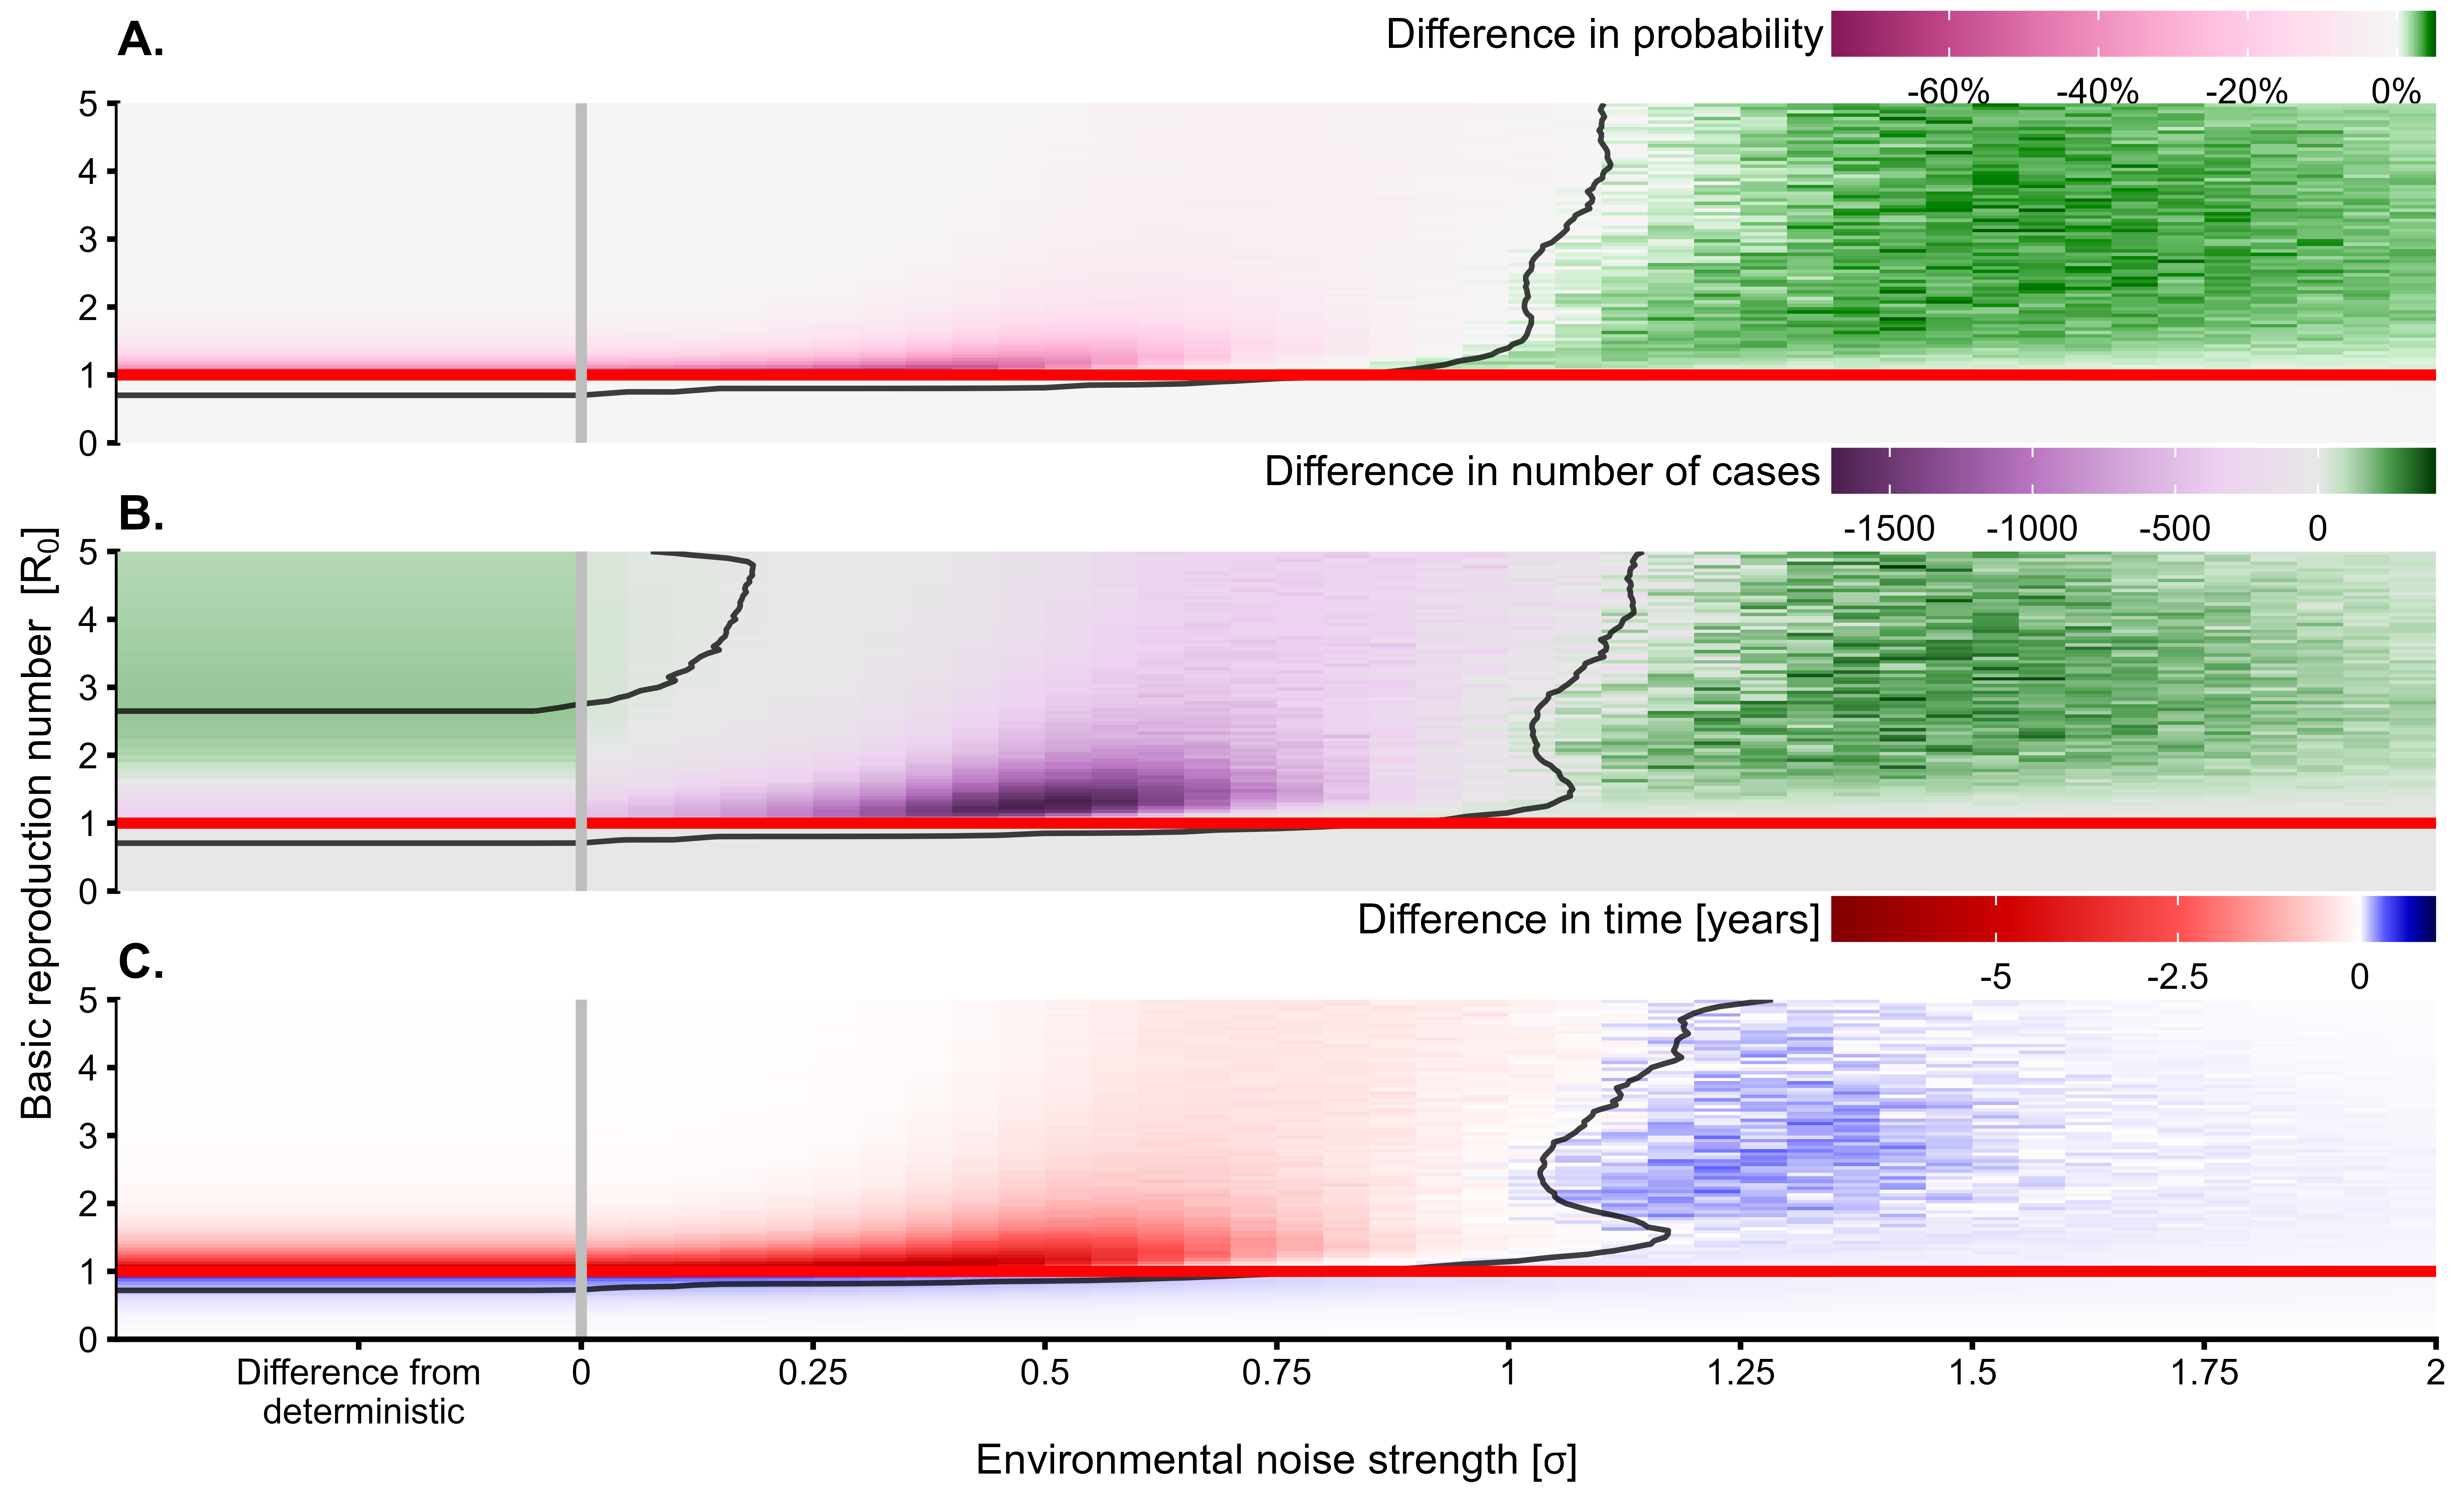 A.
Difference in probability
-60% -40% -20% 0%
5
4
3
2
1
0
Difference in number of cases
-1500 -1000 -500 0
B.
5
4
3
2
1
0
Basic reproduction number [R0]
Difference in time [years]
-5 -2.5 0
C.
5
4
3
2
1
0
Difference from
deterministic
0 0.25 0.5 0.75 1 1.25 1.5 1.75 2
Environmental noise strength [σ]